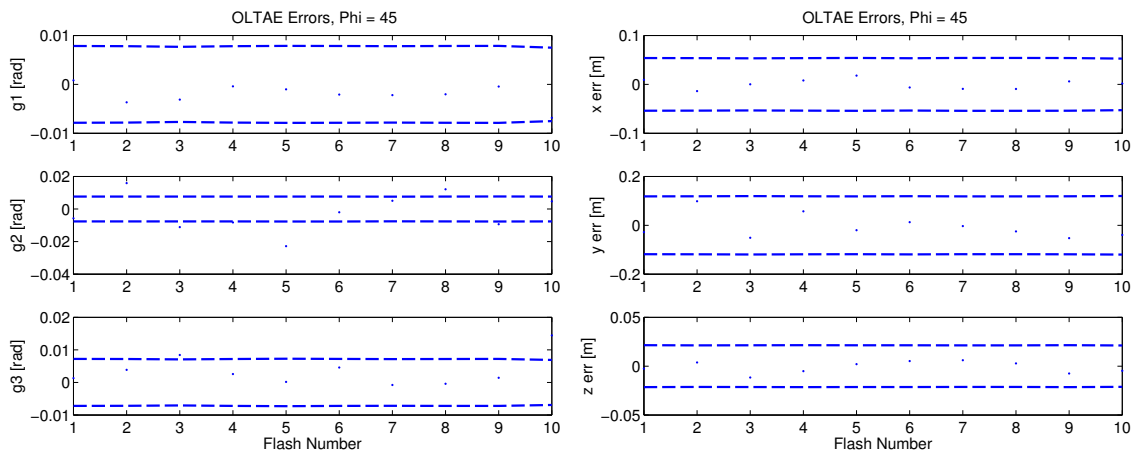 OLTAE Errors, Phi = 45
g1 [rad]
0.01
0
−0.01
1 2 3 4 5 6 7 8 9 10
g2 [rad]
0.02
0
−0.02
−0.04
1 2 3 4 5 6 7 8 9 10
g3 [rad]
0.02
0.01
0
−0.01
1 2 3 4 5 6 7 8 9 10
Flash Number
OLTAE Errors, Phi = 45
x err [m]
0.1
0
−0.1
1 2 3 4 5 6 7 8 9 10
y err [m]
0.2
0
−0.2
1 2 3 4 5 6 7 8 9 10
z err [m]
0.05
0
−0.05
1 2 3 4 5 6 7 8 9 10
Flash Number